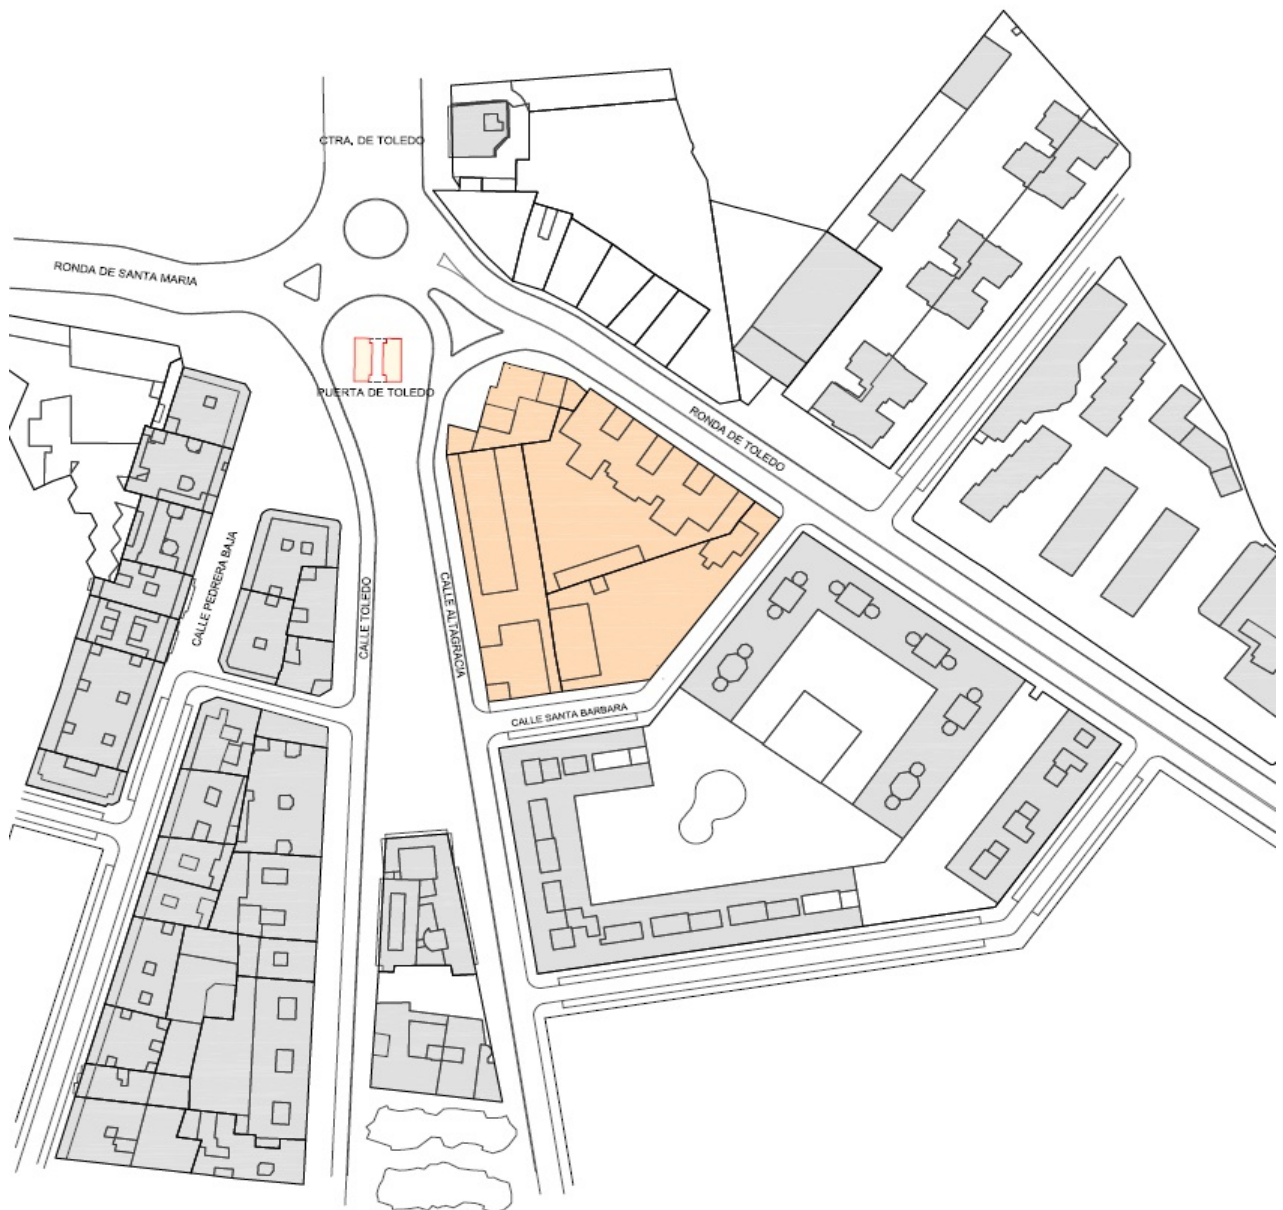 CTRA. DE TOLEDO
RONDA DE SANTA MARIA
PUERTA DE TOLEDO
RONDA DE TOLEDO
CALLE PEDRERA BAJA
CALLE TOLEDO
CALLE ALTAGRACIA
CALLE SANTA BARBARA